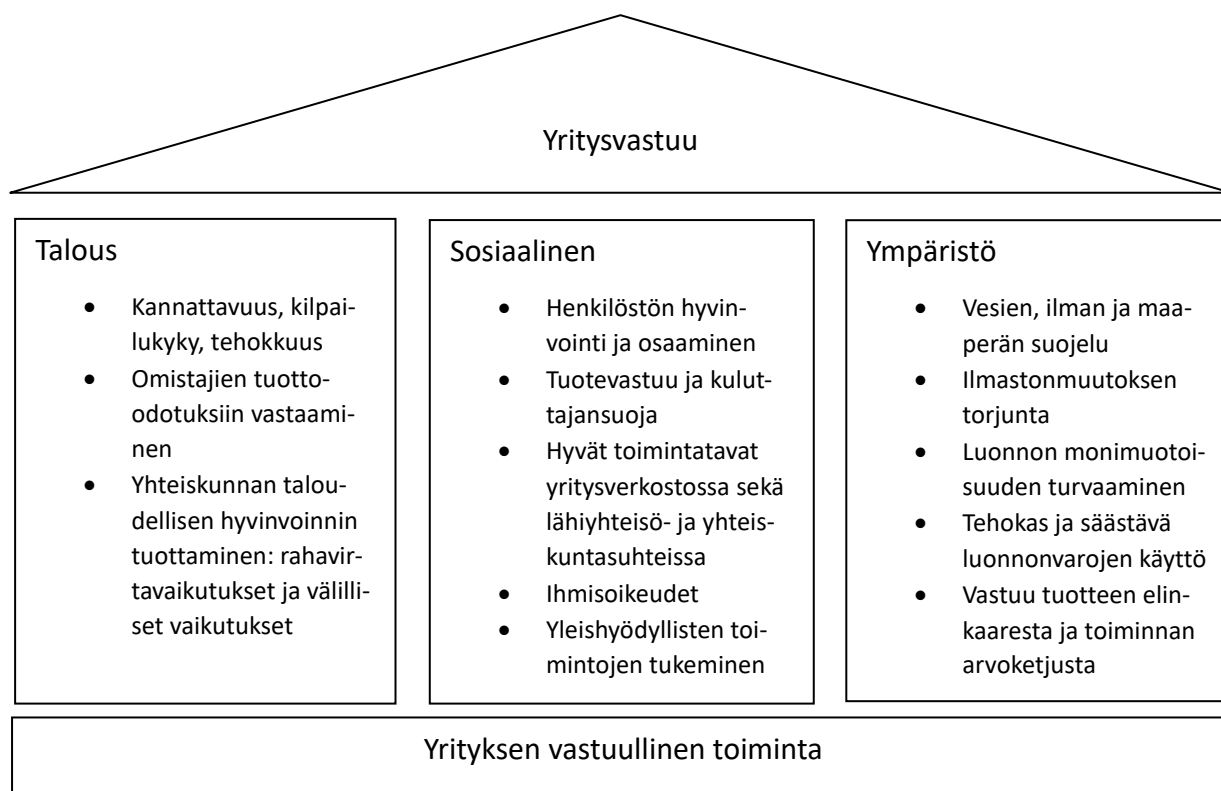 Yritysvastuu
Talous
• Kannattavuus, kilpai-
lukyky, tehokkuus
• Omistajien tuotto-
odotuksiin vastaami-
nen
• Yhteiskunnan talou-
dellisen hyvinvoinnin
tuottaminen: rahavir-
tavaikutukset ja välilli-
set vaikutukset
Sosiaalinen
• Henkilöstön hyvin-
vointi ja osaaminen
• Tuotevastuu ja kulut-
tajansuoja
• Hyvät toimintatavat
yritysverkostossa sekä
lähiyhteisö- ja yhteis-
kuntasuhteissa
• Ihmisoikeudet
• Yleishyödyllisten toi-
mintojen tukeminen
Ympäristö
• Vesien, ilman ja maa-
perän suojelu
• Ilmastonmuutoksen
torjunta
• Luonnon monimuotoi-
suuden turvaaminen
• Tehokas ja säästävä
luonnonvarojen käyttö
• Vastuu tuotteen elin-
kaaresta ja toiminnan
arvoketjusta
Yrityksen vastuullinen toiminta